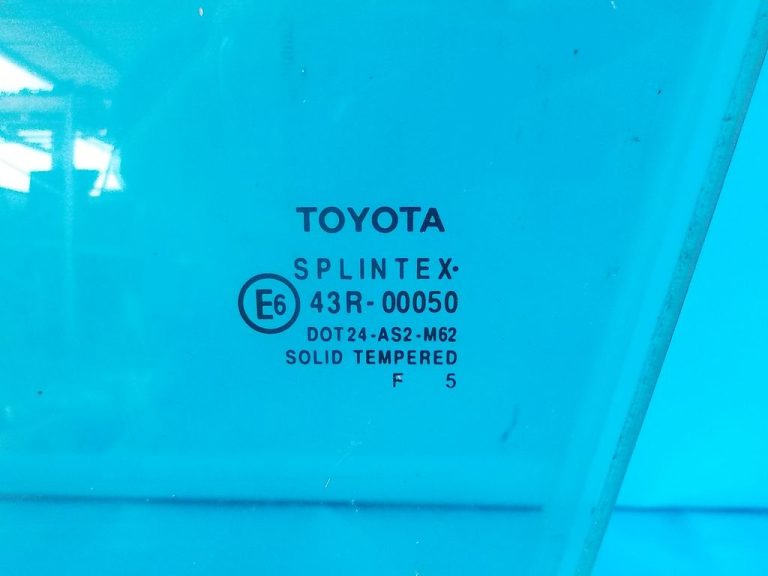 TOYOTA
SPLINTEX·
E6 43R-00050
DOT24-AS2-M62
SOLID TEMPERED
F 5